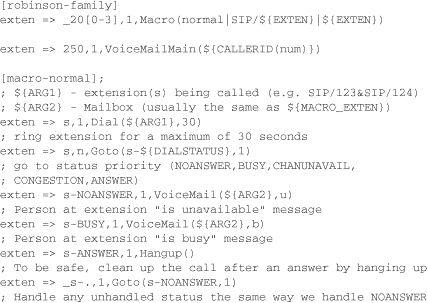 [robinson-family]
exten => _20[0-3],1,Macro(normal|SIP/${EXTEN}|${EXTEN})
exten => 250,1,VoiceMailMain(${CALLERID(num)})
[macro-normal];
; ${ARG1} - extension(s) being called (e.g. SIP/123&SIP/124)
; ${ARG2} - Mailbox (usually the same as ${MACRO_EXTEN})
exten => s,1,Dial(${ARG1},30)
; ring extension for a maximum of 30 seconds
exten => s,n,Goto(s-${DIALSTATUS},1)
; go to status priority (NOANSWER,BUSY,CHANUNAVAIL,
; CONGESTION,ANSWER)
exten => s-NOANSWER,1,VoiceMail(${ARG2},u)
; Person at extension "is unavailable" message
exten => s-BUSY,1,VoiceMail(${ARG2},b)
; Person at extension "is busy" message
exten => s-ANSWER,1,Hangup()
; To be safe, clean up the call after an answer by hanging up
exten => _s-.,1,Goto(s-NOANSWER,1)
; Handle any unhandled status the same way we handle NOANSWER